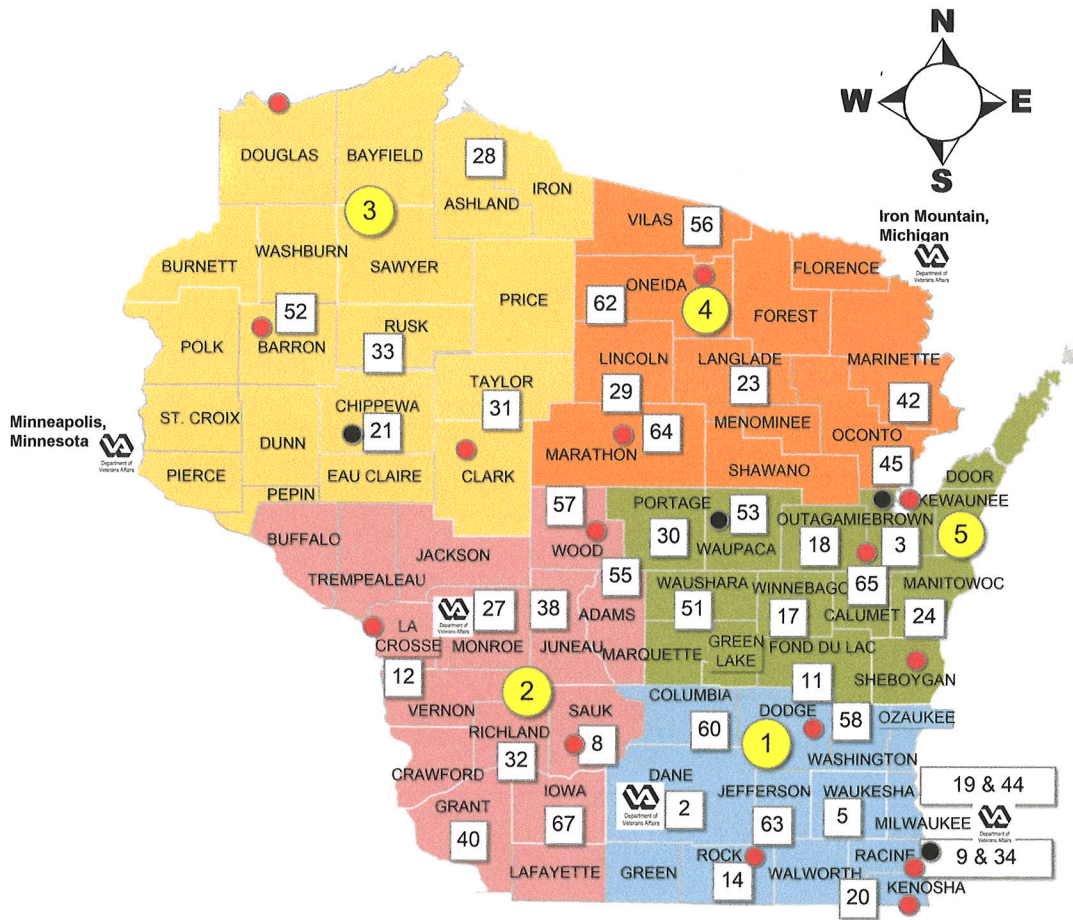 N
W E
S
Iron Mountain,
Michigan
Department of
Veterans Affairs
DOUGLAS
BAYFIELD
28
ASHLAND
IRON
3
VILAS
56
BURNETT
WASHBURN
SAWYER
PRICE
FLORENCE
ONEIDA
62
4
FOREST
52
POLK
BARRON
RUSK
33
LINCOLN
29
LANGLADE
23
MARINETTE
42
TAYLOR
31
Minneapolis,
Minnesota
Department of
Veterans Affairs
ST. CROIX
DUNN
CHIPPEWA
21
MENOMINEE
OCONTO
45
MARATHON
64
PIERCE
EAU CLAIRE
CLARK
SHAWANO
DOOR
PEPIN
57
WOOD
PORTAGE
30
53
WAUPACA
OUTAGAMIE
18
BROWN
3
KEWAUNEE
5
BUFFALO
TREMPEALEAU
JACKSON
55
ADAMS
WAUSHARA
51
WINNEBAGO
17
65
CALUMET
MANITOWOC
24
Department of
Veterans Affairs
27
38
LA
CROSSE
MONROE
JUNEAU
MARQUETTE
GREEN
LAKE
FOND DU LAC
11
SHEBOYGAN
12
VERNON
2
SAUK
8
COLUMBIA
60
DODGE
1
58
OZAUKEE
WASHINGTON
RICHLAND
32
CRAWFORD
IOWA
67
DANE
2
Department of
Veterans Affairs
JEFFERSON
63
WAUKESHA
5
19 & 44
MILWAUKEE
Department of
Veterans Affairs
GRANT
40
9 & 34
LAFAYETTE
GREEN
ROCK
14
WALWORTH
RACINE
20
KENOSHA